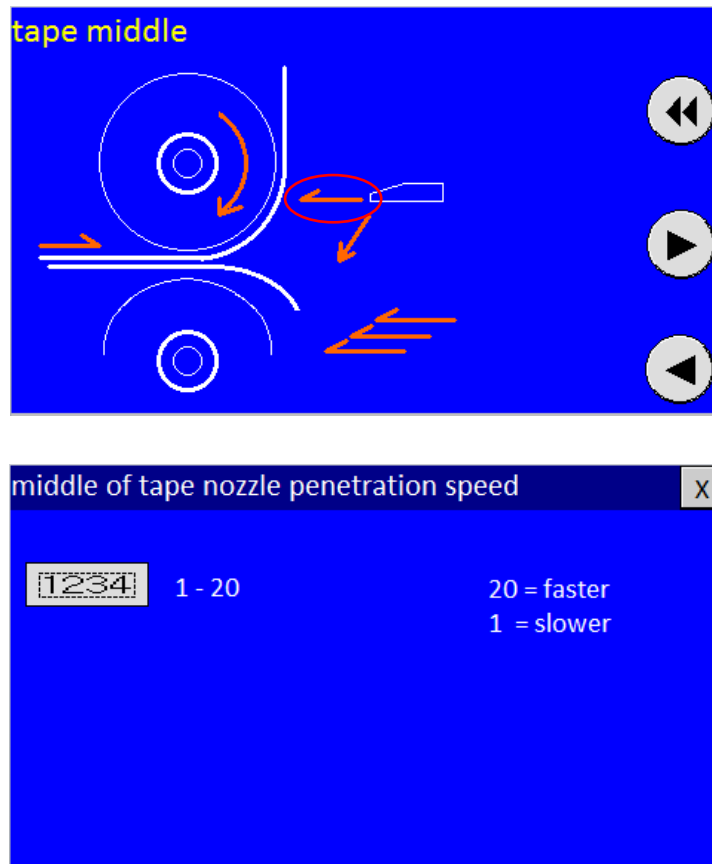 tape middle
middle of tape nozzle penetration speed
X
1234
1 - 20
20 = faster
1 = slower